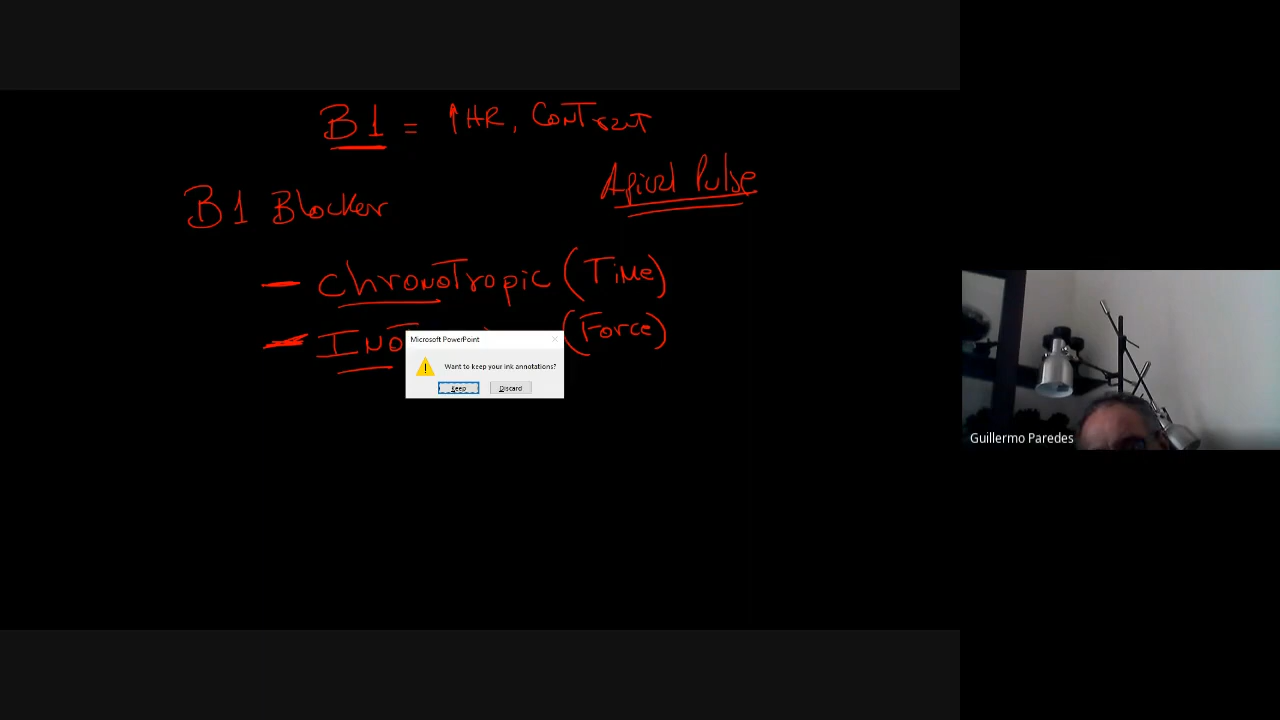 B1 = ↑HR, Contract
Apical Pulse
B1 Blocker
- ChronoTropic (Time)
- Ino (Force)
Microsoft PowerPoint
Want to keep your ink annotations?
Keep Discard
Guillermo Paredes